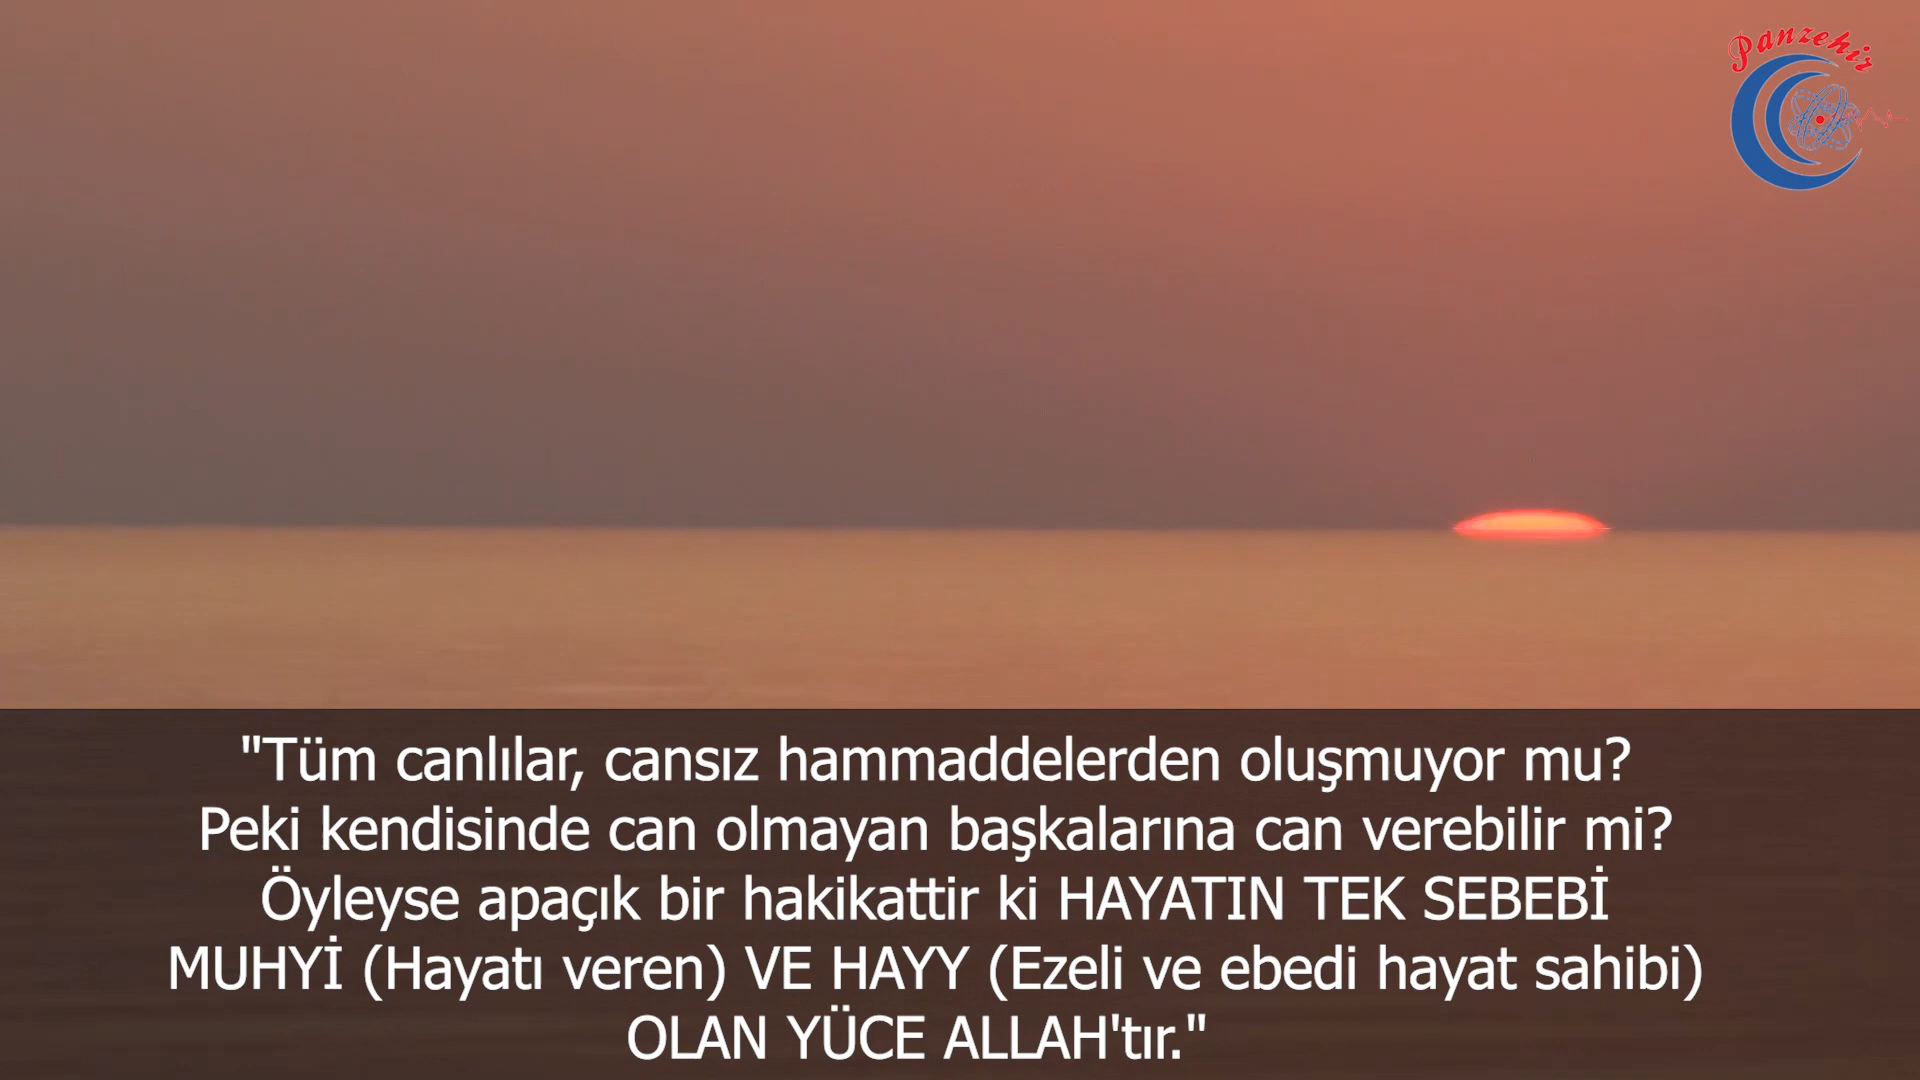 Panzehir
"Tüm canlılar, cansız hammaddelerden oluşmuyor mu?
Peki kendisinde can olmayan başkalarına can verebilir mi?
Öyleyse apaçık bir hakikattir ki HAYATIN TEK SEBEBİ
MUHYİ (Hayatı veren) VE HAYY (Ezeli ve ebedi hayat sahibi)
OLAN YÜCE ALLAH'tır."